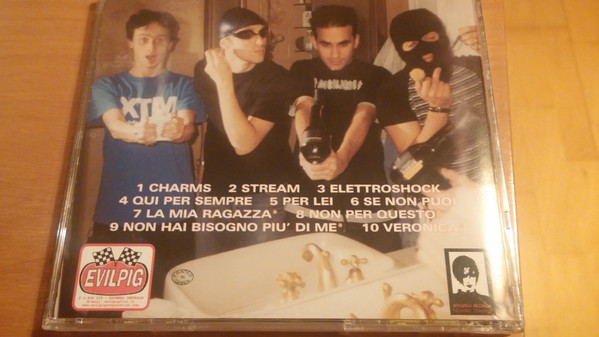 XTM
1 CHARMS 2 STREAM 3 ELETTROSHOCK
4 QUI PER SEMPRE 5 PER LEI 6 SE NON PUOI
7 LA MIA RAGAZZA* 8 NON PER QUESTO
9 NON HAI BISOGNO PIU' DI ME* 10 VERONICA*
EVILPIG